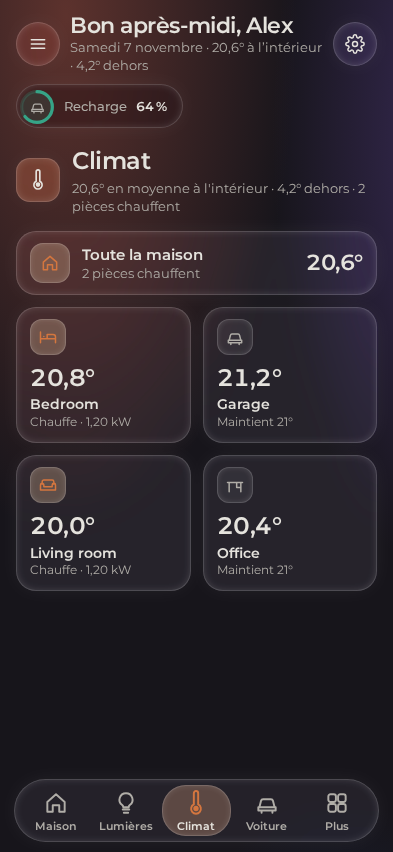 Bon après-midi, Alex
Samedi 7 novembre · 20,6° à l'intérieur
· 4,2° dehors
Recharge 64 %
Climat
20,6° en moyenne à l'intérieur · 4,2° dehors · 2
pièces chauffent
Toute la maison
2 pièces chauffent
20,6°
20,8°
Bedroom
Chauffe · 1,20 kW
21,2°
Garage
Maintient 21°
20,0°
Living room
Chauffe · 1,20 kW
20,4°
Office
Maintient 21°
Maison Lumières Climat Voiture Plus